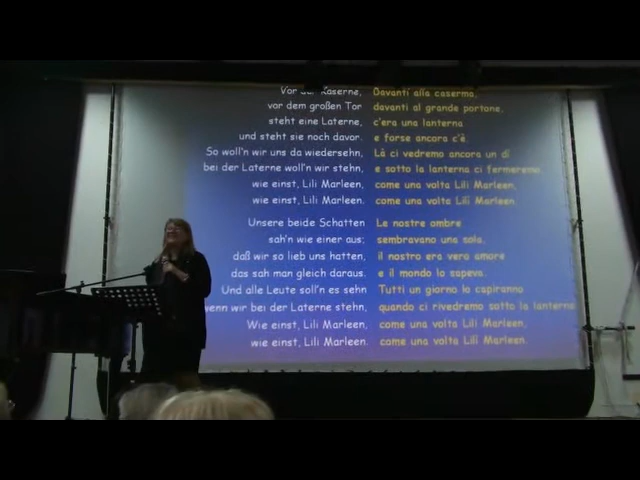 Vor der Kaserne, Davanti alla caserma,
vor dem großen Tor davanti al grande portone,
steht eine Laterne, c'era una lanterna
und steht sie noch davor. e forse ancora c'è.
So woll'n wir uns da wiedersehn, Là ci vedremo ancora un dì
bei der Laterne woll'n wir stehn, e sotto la lanterna ci fermeremo,
wie einst, Lili Marleen, come una volta Lilì Marleen,
wie einst, Lili Marleen. come una volta Lilì Marleen.
Unsere beide Schatten Le nostre ombre
sah'n wie einer aus; sembravano una sola,
daß wir so lieb uns hatten, il nostro era vero amore
das sah man gleich daraus. e il mondo lo sapeva.
Und alle Leute soll'n es sehn Tutti un giorno lo capiranno
wenn wir bei der Laterne stehn, quando ci rivedremo sotto la lanterna
Wie einst, Lili Marleen, come una volta Lilì Marleen,
wie einst, Lili Marleen. come una volta Lilì Marleen.